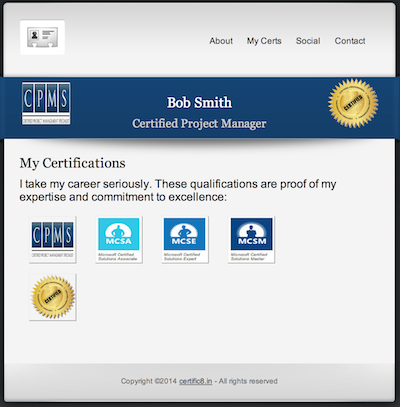 About My Certs Social Contact
CPMS
CERTIFIED PROJECT MANAGEMENT SPECIALIST
Bob Smith
Certified Project Manager
CERTIFIED
My Certifications
I take my career seriously. These qualifications are proof of my
expertise and commitment to excellence:
CPMS
CERTIFIED PROJECT MANAGEMENT SPECIALIST
MCSA
Microsoft Certified
Solutions Associate
MCSE
Microsoft Certified
Solutions Expert
MCSM
Microsoft Certified
Solutions Master
CERTIFIED
Copyright ©2014 certific8.in - All rights reserved